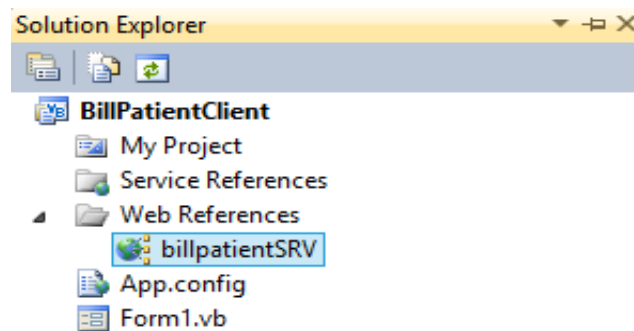 Solution Explorer
BillPatientClient
My Project
Service References
Web References
billpatientSRV
App.config
Form1.vb